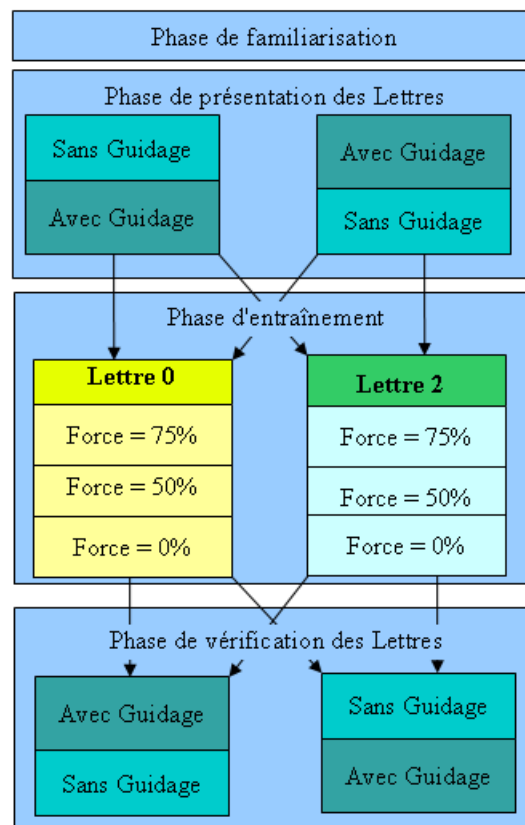 Phase de familiarisation
Phase de présentation des Lettres
Sans Guidage
Avec Guidage
Avec Guidage
Sans Guidage
Phase d'entraînement
Lettre 0
Force = 75%
Force = 50%
Force = 0%
Lettre 2
Force = 75%
Force = 50%
Force = 0%
Phase de vérification des Lettres
Avec Guidage
Sans Guidage
Sans Guidage
Avec Guidage